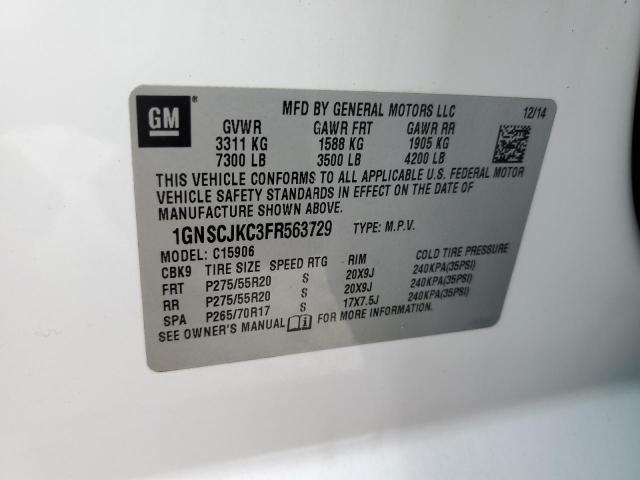 GM ® MFD BY GENERAL MOTORS LLC 12/14
GVWR GAWR FRT GAWR RR
3311 KG 1588 KG 1905 KG
7300 LB 3500 LB 4200 LB
THIS VEHICLE CONFORMS TO ALL APPLICABLE U.S. FEDERAL MOTOR
VEHICLE SAFETY STANDARDS IN EFFECT ON THE DATE OF
MANUFACTURE SHOWN ABOVE.
1GNSCJKC3FR563729 TYPE: M.P.V.
MODEL: C15906
CBK9 TIRE SIZE SPEED RTG RIM COLD TIRE PRESSURE
FRT P275/55R20 S 20X9J 240KPA(35PSI)
RR P275/55R20 S 20X9J 240KPA(35PSI)
SPA P265/70R17 S 17X7.5J 240KPA(35PSI)
SEE OWNER'S MANUAL FOR MORE INFORMATION.